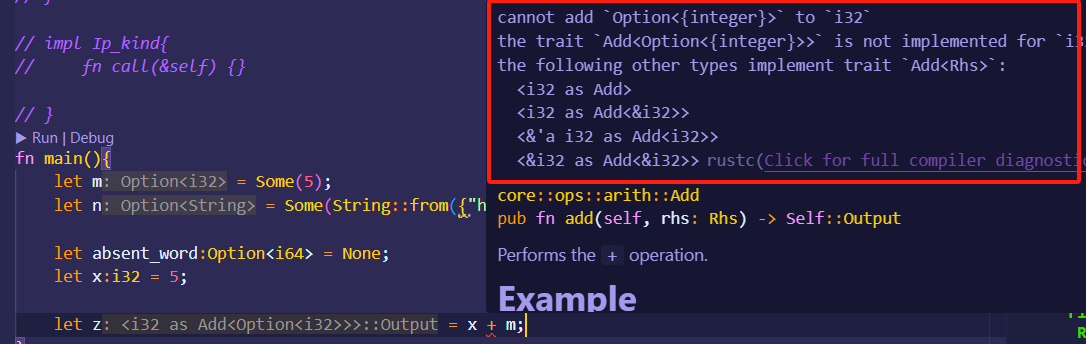 // impl Ip_kind{
//     fn call(&self) {}
// }
▶ Run | Debug
fn main(){
    let m: Option<i32> = Some(5);
    let n: Option<String> = Some(String::from({"h
    let absent_word:Option<i64> = None;
    let x:i32 = 5;
    let z: <i32 as Add<Option<i32>>>::Output = x + m;
cannot add `Option<{integer}>` to `i32`
the trait `Add<Option<{integer}>>` is not implemented for `i3
the following other types implement trait `Add<Rhs>`:
  <i32 as Add>
  <i32 as Add<&i32>>
  <&'a i32 as Add<i32>>
  <&i32 as Add<&i32>> rustc(Click for full compiler diagnostic
core::ops::arith::Add
pub fn add(self, rhs: Rhs) -> Self::Output
Performs the + operation.
Example